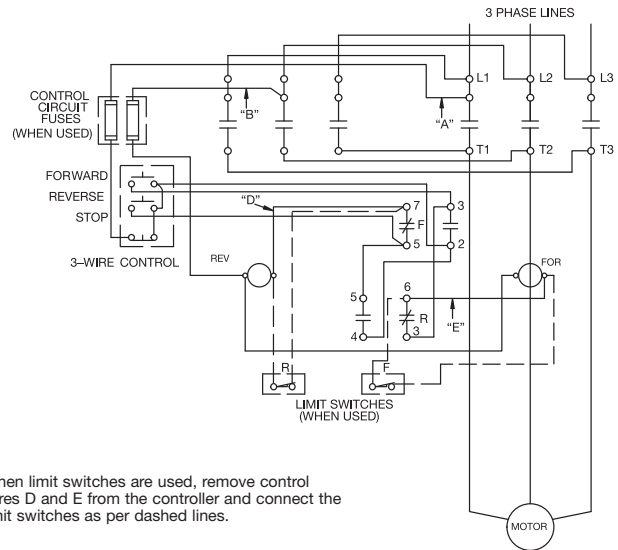 3 PHASE LINES
L1
L2
L3
CONTROL
CIRCUIT
FUSES
(WHEN USED)
"B"
"A"
T1
T2
T3
FORWARD
REVERSE
STOP
3–WIRE CONTROL
"D"
7
3
F
5
2
REV
FOR
5
6
"E"
4
R
3
R
F
LIMIT SWITCHES
(WHEN USED)
hen limit switches are used, remove control
res D and E from the controller and connect the
nit switches as per dashed lines.
MOTOR